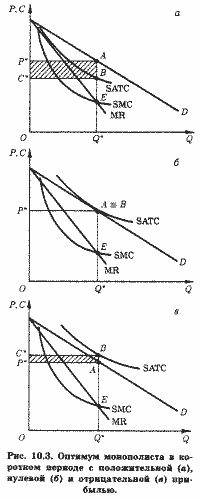 P,C
а
A
P*
B
C*
SATC
E
SMC
MR
D
O
Q*
Q
P,C
б
A ≡ B
P*
SATC
E
SMC
MR
D
O
Q*
Q
P,C
в
C*
B
P*
A
SATC
E
SMC
MR
D
O
Q*
Q
Рис. 10.3. Оптимум монополиста в ко-
ротком периоде с положительной (а),
нулевой (б) и отрицательной (в) при-
былью.